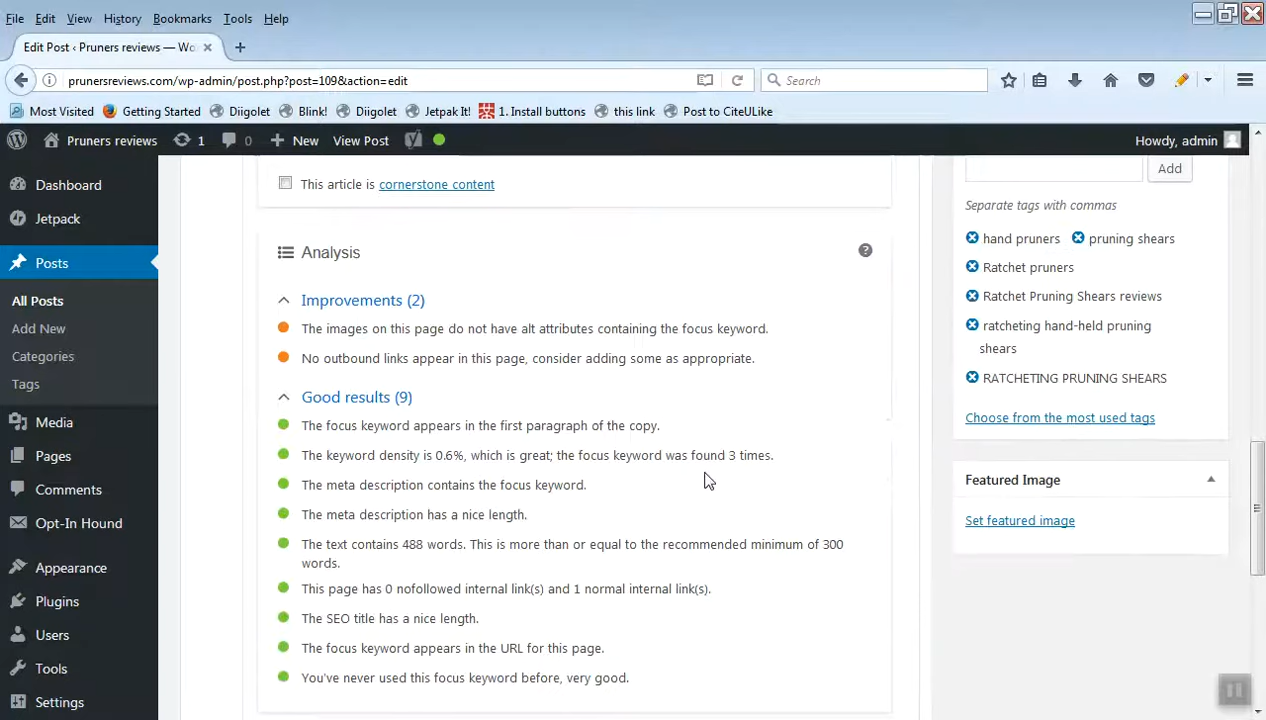 File Edit View History Bookmarks Tools Help
Edit Post ‹ Pruners reviews — Wo
prunersreviews.com/wp-admin/post.php?post=109&action=edit
Search
Most Visited Getting Started Diigolet Blink! Diigolet Jetpak It! 1. Install buttons this link Post to CiteULike
Pruners reviews 1 0 New View Post Howdy, admin
Dashboard
Jetpack
Posts
All Posts
Add New
Categories
Tags
Media
Pages
Comments
Opt-In Hound
Appearance
Plugins
Users
Tools
Settings
This article is cornerstone content
Analysis
Improvements (2)
The images on this page do not have alt attributes containing the focus keyword.
No outbound links appear in this page, consider adding some as appropriate.
Good results (9)
The focus keyword appears in the first paragraph of the copy.
The keyword density is 0.6%, which is great; the focus keyword was found 3 times.
The meta description contains the focus keyword.
The meta description has a nice length.
The text contains 488 words. This is more than or equal to the recommended minimum of 300
words.
This page has 0 nofollowed internal link(s) and 1 normal internal link(s).
The SEO title has a nice length.
The focus keyword appears in the URL for this page.
You've never used this focus keyword before, very good.
Add
Separate tags with commas
hand pruners pruning shears
Ratchet pruners
Ratchet Pruning Shears reviews
ratcheting hand-held pruning
shears
RATCHETING PRUNING SHEARS
Choose from the most used tags
Featured Image
Set featured image